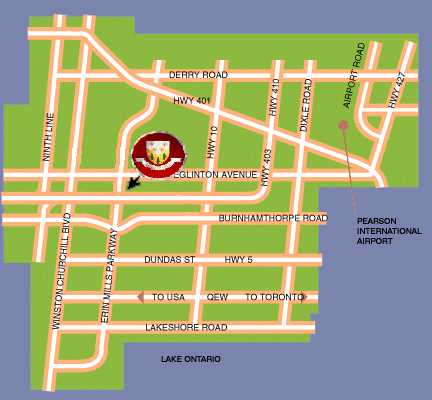 DERRY ROAD
HWY 401
HWY 410
DIXLE ROAD
AIRPORT ROAD
HWY 427
NINTH LINE
HWY 10
HWY 403
EGLINTON AVENUE
BURNHAMTHORPE ROAD
PEARSON
INTERNATIONAL
AIRPORT
WINSTON CHURCHILL BLVD
ERIN MILLS PARKWAY
DUNDAS ST HWY 5
TO USA QEW TO TORONTO
LAKESHORE ROAD
LAKE ONTARIO